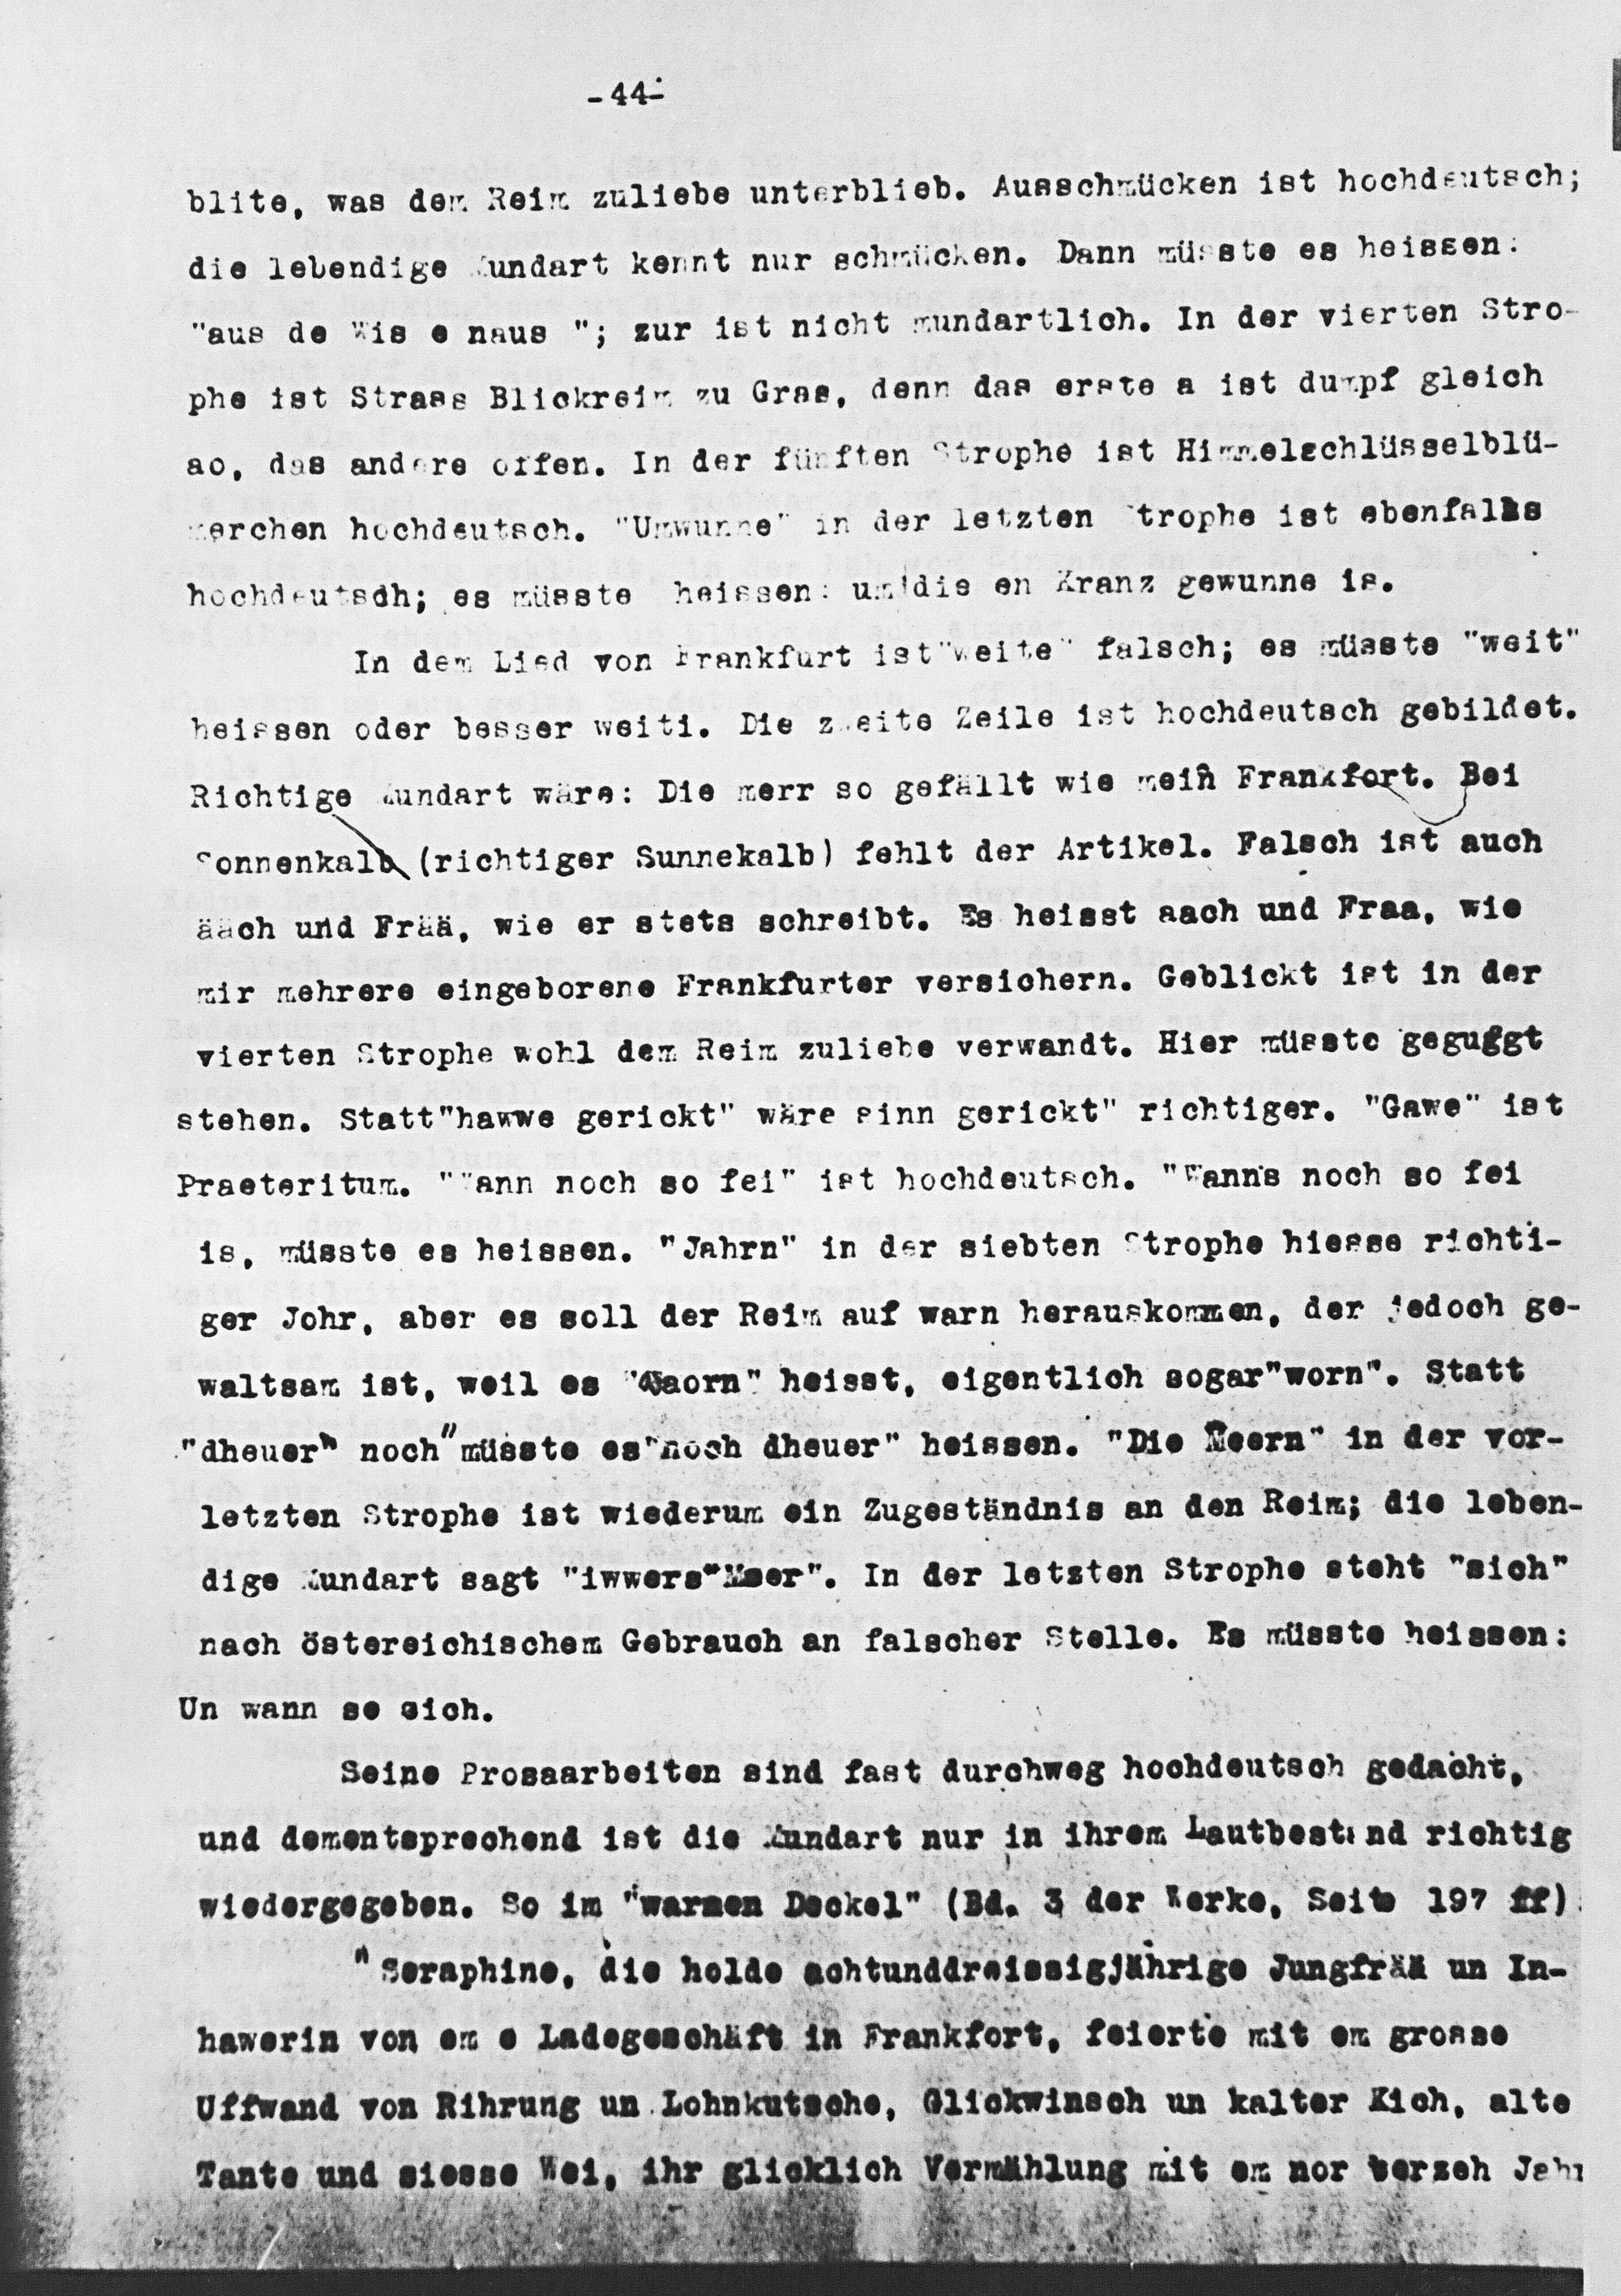 -44-
blite, was dem Reim zuliebe unterblieb. Ausschmücken ist hochdeutsch;
die lebendige Mundart kennt nur schmücken. Dann müsste es heissen:
"aus de Wis e naus "; zur ist nicht mundartlich. In der vierten Stro-
phe ist Strass Blickreim zu Gras, denn das erste a ist dumpf gleich
ao, das andere offen. In der fünften Strophe ist Himmelschlüsselblü-
merchen hochdeutsch. "Umwunne" in der letzten Strophe ist ebenfalls
hochdeutsdh; es müsste heissen: um die en Kranz gewunne is.
In dem Lied von Frankfurt ist "weite" falsch; es müsste "weit"
heissen oder besser weiti. Die zweite Zeile ist hochdeutsch gebildet.
Richtige Mundart wäre: Die merr so gefällt wie mein Frankfort. Bei
Sonnenkalb (richtiger Sunnekalb) fehlt der Artikel. Falsch ist auch
ääch und Frää, wie er stets schreibt. Es heisst aach und Fraa, wie
mir mehrere eingeborene Frankfurter versichern. Geblickt ist in der
vierten Strophe wohl dem Reim zuliebe verwandt. Hier müsste geguggt
stehen. Statt "hawwe gerickt" wäre sinn gerickt" richtiger. "Gawe" ist
Praeteritum. "Wann noch so fei" ist hochdeutsch. "Wanns noch so fei
is, müsste es heissen. "Jahrn" in der siebten Strophe hiesse richti-
ger Johr, aber es soll der Reim auf warn herauskommen, der jedoch ge-
waltsam ist, weil es "Waorn" heisst, eigentlich sogar "worn". Statt
"dheuer noch" müsste es "noch dheuer" heissen. "Die Meern" in der vor-
letzten Strophe ist wiederum ein Zugeständnis an den Reim; die leben-
dige Mundart sagt "iwwers Meer". In der letzten Strophe steht "sich"
nach östereichischem Gebrauch an falscher Stelle. Es müsste heissen:
Un wann se sich.
Seine Prosaarbeiten sind fast durchweg hochdeutsch gedacht,
und dementsprechend ist die Mundart nur in ihrem Lautbestand richtig
wiedergegeben. So im "warmen Deckel" (Bd. 3 der Werke, Seite 197 ff).
"Seraphine, die holde achtunddreissigjährige Jungfrää un In-
hawerin von em e Ladegeschäft in Frankfort, feierte mit em grosse
Uffwand von Rihrung un Lohnkutsche, Glickwinsch un kalter Kich, alte
Tante und siesse Wei, ihr glicklich Vermählung mit em nor verzeh Jahr